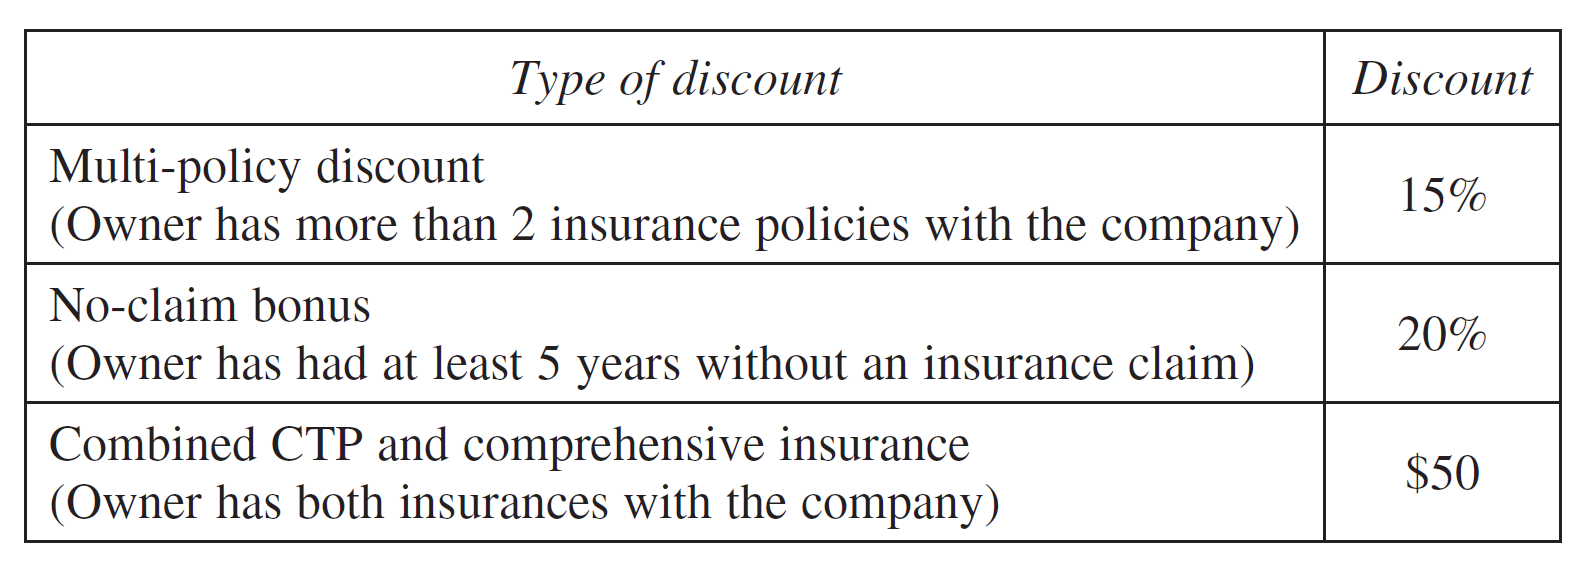 Type of discount
Discount
Multi-policy discount
(Owner has more than 2 insurance policies with the company)
15%
No-claim bonus
(Owner has had at least 5 years without an insurance claim)
20%
Combined CTP and comprehensive insurance
(Owner has both insurances with the company)
$50